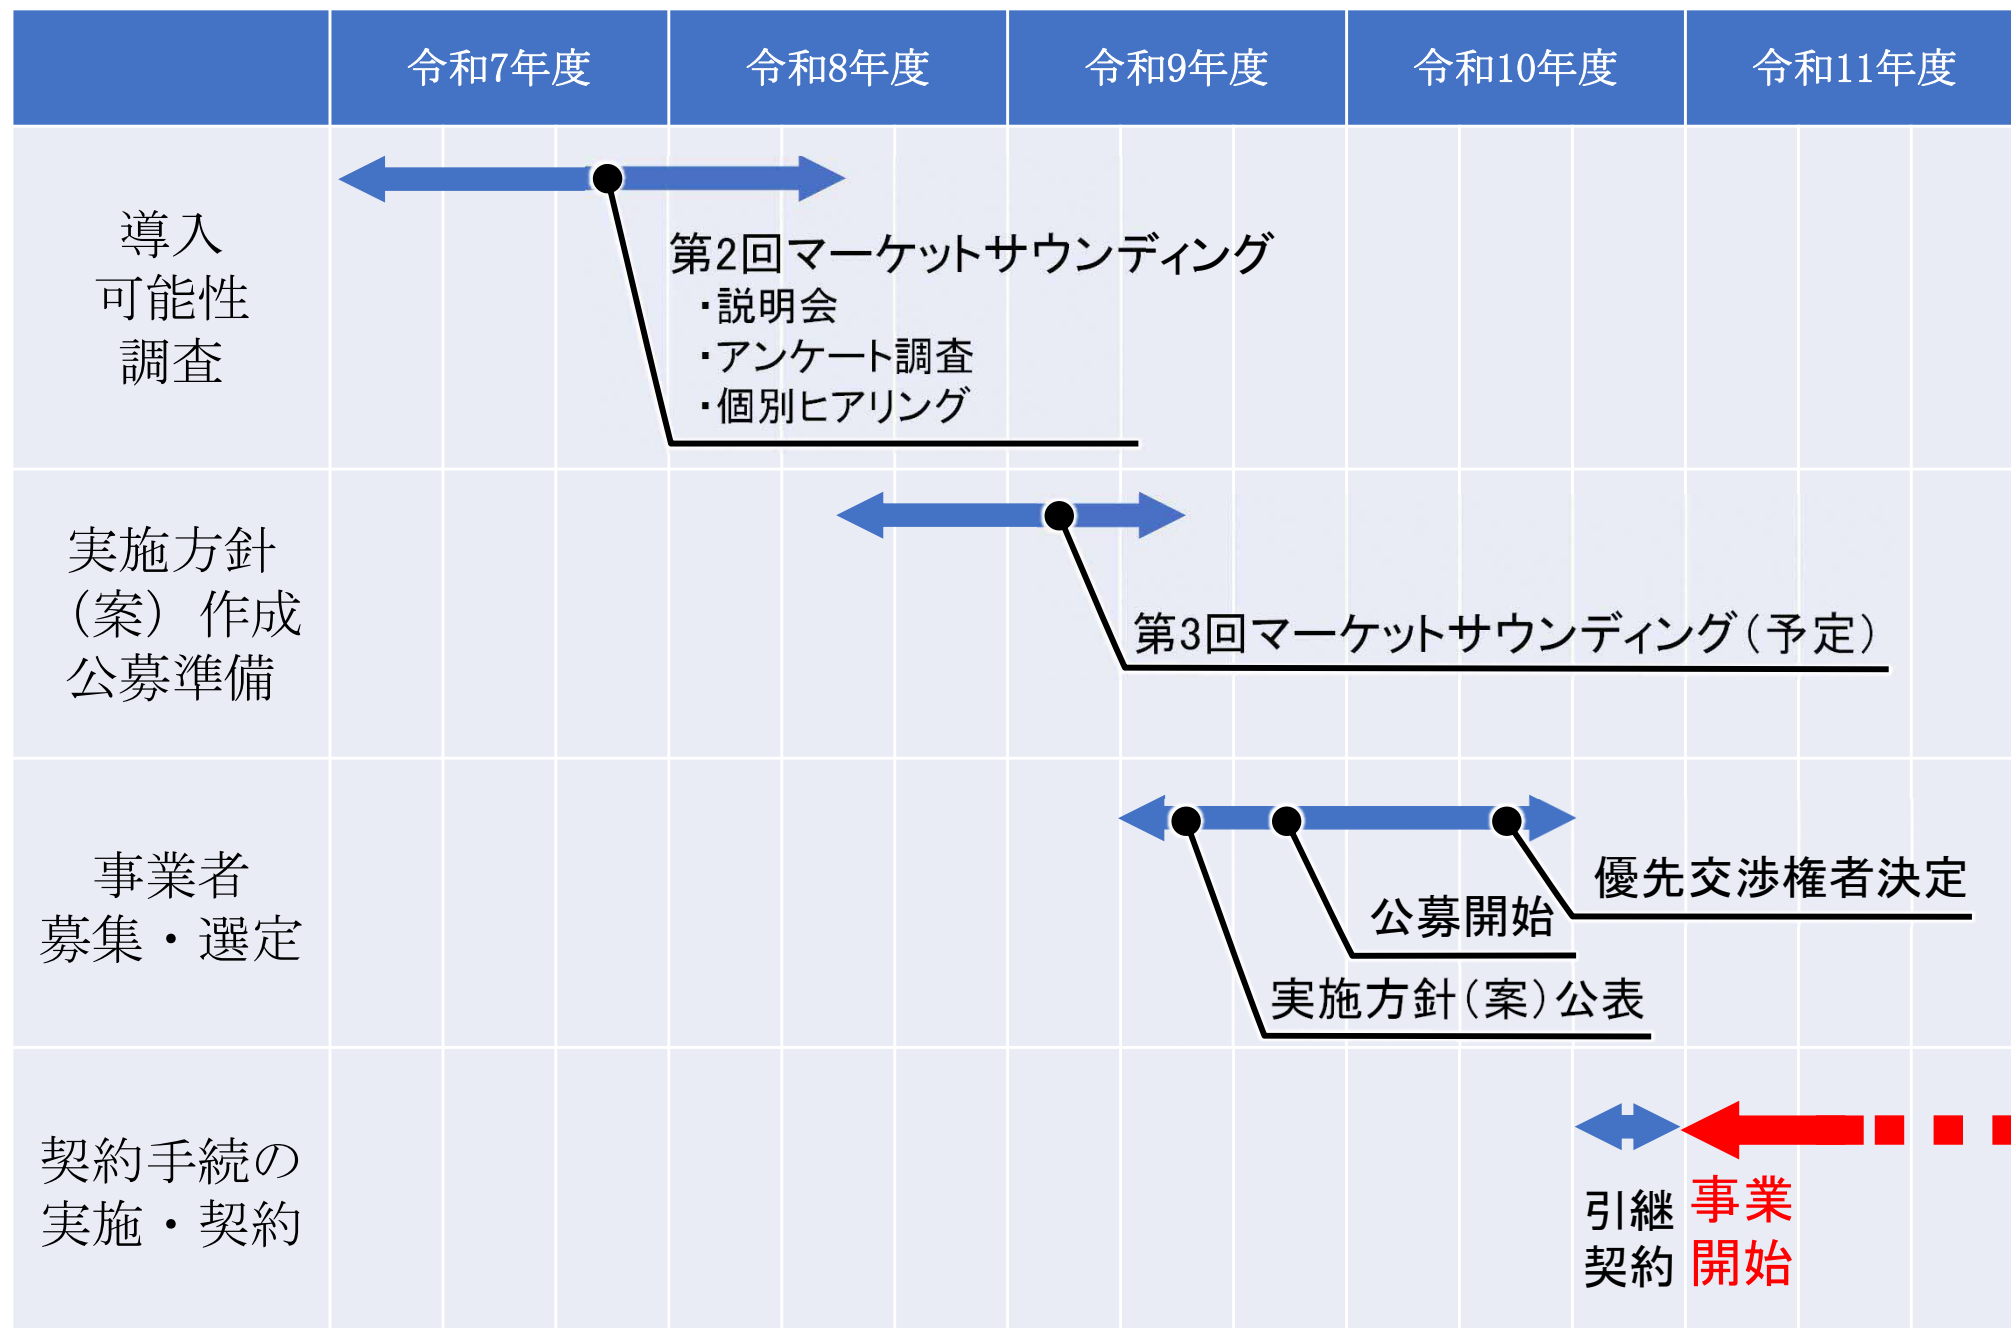 令和7年度
令和8年度
令和9年度
令和10年度
令和11年度
導入
可能性
調査
第2回マーケットサウンディング
・説明会
・アンケート調査
・個別ヒアリング
実施方針
（案）作成
公募準備
第3回マーケットサウンディング（予定）
事業者
募集・選定
優先交渉権者決定
公募開始
実施方針（案）公表
契約手続の
実施・契約
引継
契約
事業
開始